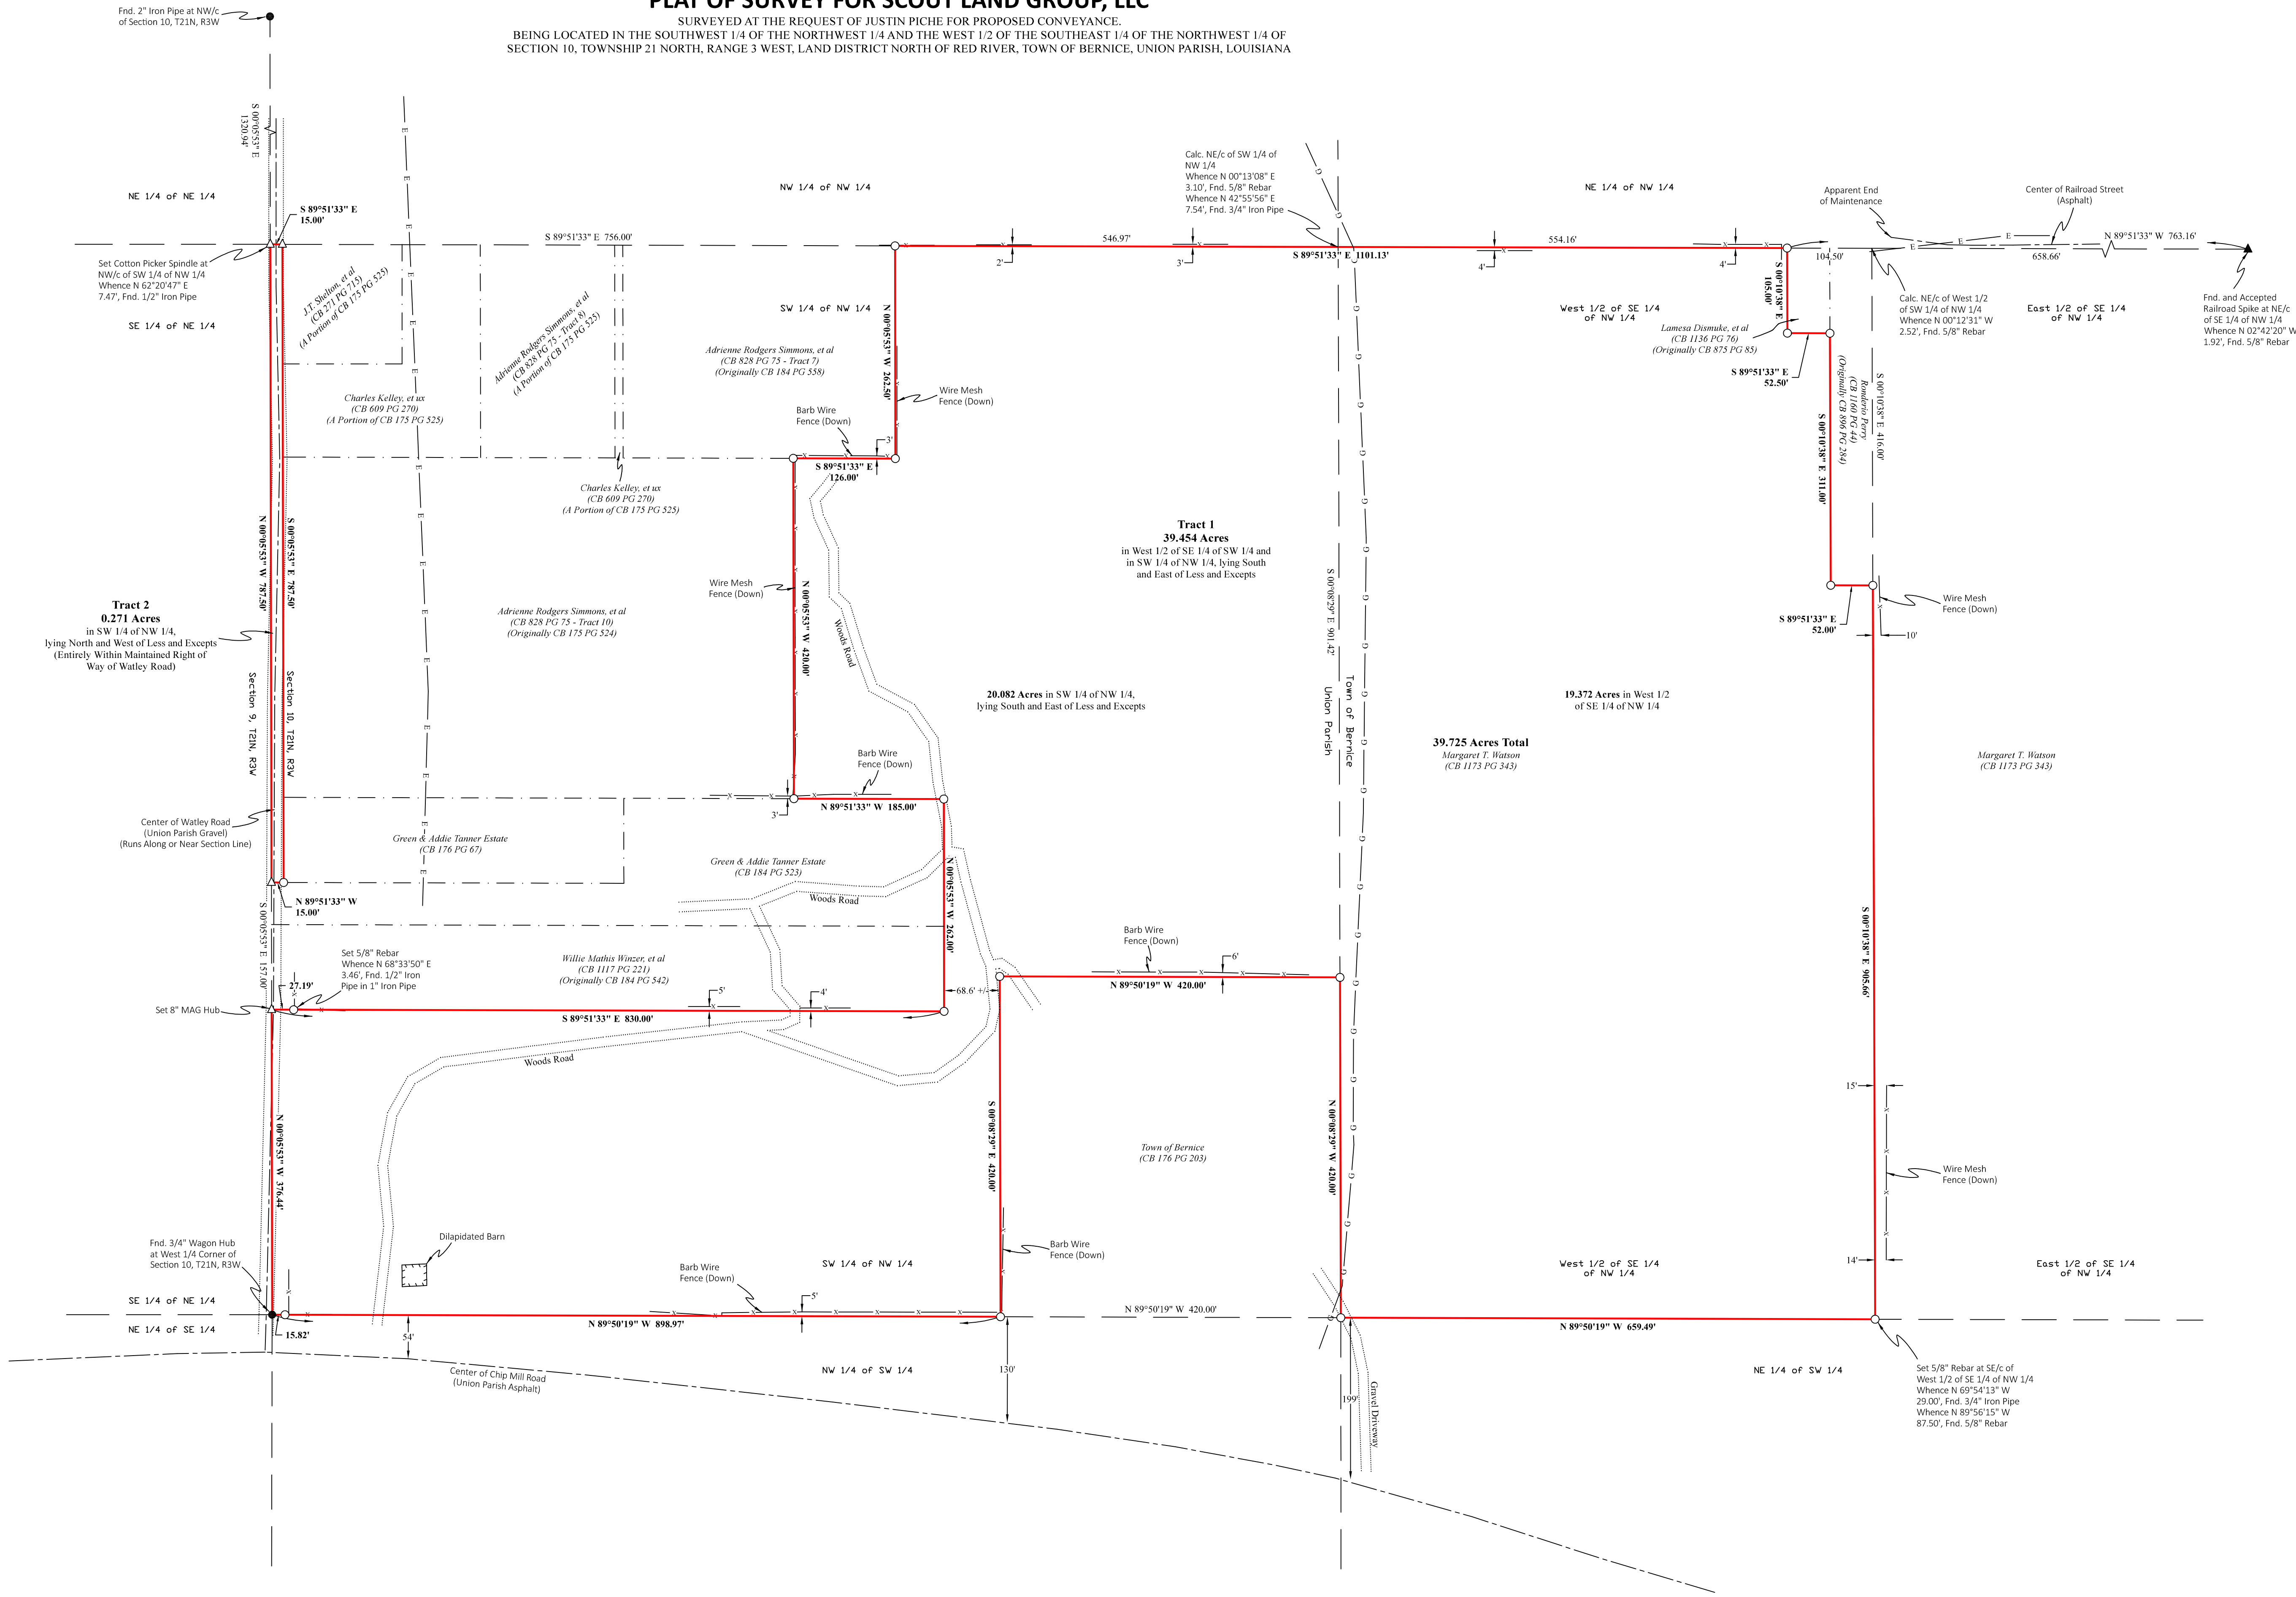 PLAT OF SURVEY FOR SCOUT LAND GROUP, LLC
SURVEYED AT THE REQUEST OF JUSTIN PICHE FOR PROPOSED CONVEYANCE.
BEING LOCATED IN THE SOUTHWEST 1/4 OF THE NORTHWEST 1/4 AND THE WEST 1/2 OF THE SOUTHEAST 1/4 OF THE NORTHWEST 1/4 OF
SECTION 10, TOWNSHIP 21 NORTH, RANGE 3 WEST, LAND DISTRICT NORTH OF RED RIVER, TOWN OF BERNICE, UNION PARISH, LOUISIANA
Fnd. 2" Iron Pipe at NW/c
of Section 10, T21N, R3W
S 00°05'53" E
1320.94'
NE 1/4 of NE 1/4
S 89°51'33" E
15.00'
NW 1/4 of NW 1/4
S 89°51'33" E 756.00'
Calc. NE/c of SW 1/4 of
NW 1/4
Whence N 00°13'08" E
3.10', Fnd. 5/8" Rebar
Whence N 42°55'56" E
7.54', Fnd. 3/4" Iron Pipe
NE 1/4 of NW 1/4
Apparent End
of Maintenance
Center of Railroad Street
(Asphalt)
546.97'
554.16'
N 89°51'33" W 763.16'
2'
3'
S 89°51'33" E 1101.13'
4'
4'
104.50'
658.66'
Set Cotton Picker Spindle at
NW/c of SW 1/4 of NW 1/4
Whence N 62°20'47" E
7.47', Fnd. 1/2" Iron Pipe
SE 1/4 of NE 1/4
J.T. Shelton, et al
(CB 271 PG 715)
(A Portion of CB 175 PG 525)
Adrienne Rodgers Simmons, et al
(CB 828 PG 75 - Tract 8)
(A Portion of CB 175 PG 525)
SW 1/4 of NW 1/4
N 00°05'53" W 262.50'
Adrienne Rodgers Simmons, et al
(CB 828 PG 75 - Tract 7)
(Originally CB 184 PG 558)
S 00°10'38" E
105.00'
West 1/2 of SE 1/4
of NW 1/4
Lamesa Dismuke, et al
(CB 1136 PG 76)
(Originally CB 875 PG 85)
S 89°51'33" E
52.50'
Calc. NE/c of West 1/2
of SW 1/4 of NW 1/4
Whence N 00°12'31" W
2.52', Fnd. 5/8" Rebar
East 1/2 of SE 1/4
of NW 1/4
Fnd. and Accepted
Railroad Spike at NE/c
of SE 1/4 of NW 1/4
Whence N 02°42'20" W
1.92', Fnd. 5/8" Rebar
Charles Kelley, et ux
(CB 609 PG 270)
(A Portion of CB 175 PG 525)
Wire Mesh
Fence (Down)
Barb Wire
Fence (Down)
3'
S 89°51'33" E
126.00'
Charles Kelley, et ux
(CB 609 PG 270)
(A Portion of CB 175 PG 525)
S 00°10'38" E 311.00'
Ronderio Perry
(CB 1160 PG 44)
(Originally CB 896 PG 284)
S 00°10'38" E 416.00'
N 00°05'53" W 787.50'
S 00°05'53" E 787.50'
Tract 1
39.454 Acres
in West 1/2 of SE 1/4 of SW 1/4 and
in SW 1/4 of NW 1/4, lying South
and East of Less and Excepts
Wire Mesh
Fence (Down)
N 00°05'53" W 420.00'
Woods Road
S 00°08'29" E 901.42'
Wire Mesh
Fence (Down)
S 89°51'33" E
52.00'
10'
Tract 2
0.271 Acres
in SW 1/4 of NW 1/4,
lying North and West of Less and Excepts
(Entirely Within Maintained Right of
Way of Watley Road)
Adrienne Rodgers Simmons, et al
(CB 828 PG 75 - Tract 10)
(Originally CB 175 PG 524)
Section 9, T21N, R3W
Section 10, T21N, R3W
20.082 Acres in SW 1/4 of NW 1/4,
lying South and East of Less and Excepts
Union Parish
Town of Bernice
19.372 Acres in West 1/2
of SE 1/4 of NW 1/4
39.725 Acres Total
Margaret T. Watson
(CB 1173 PG 343)
Margaret T. Watson
(CB 1173 PG 343)
Barb Wire
Fence (Down)
N 89°51'33" W 185.00'
3'
Center of Watley Road
(Union Parish Gravel)
(Runs Along or Near Section Line)
Green & Addie Tanner Estate
(CB 176 PG 67)
Green & Addie Tanner Estate
(CB 184 PG 523)
N 00°05'53" W 262.00'
N 89°51'33" W
15.00'
Woods Road
S 00°05'53" E 157.00'
Set 5/8" Rebar
Whence N 68°33'50" E
3.46', Fnd. 1/2" Iron
Pipe in 1" Iron Pipe
27.19'
Willie Mathis Winzer, et al
(CB 1117 PG 221)
(Originally CB 184 PG 542)
Barb Wire
Fence (Down)
6'
N 89°50'19" W 420.00'
68.6' +/-
5'
4'
Set 8" MAG Hub
S 89°51'33" E 830.00'
S 00°10'38" E 905.66'
Woods Road
N 00°05'53" W 376.44'
S 00°08'29" E 420.00'
Town of Bernice
(CB 176 PG 203)
N 00°08'29" W 420.00'
15'
Wire Mesh
Fence (Down)
14'
Fnd. 3/4" Wagon Hub
at West 1/4 Corner of
Section 10, T21N, R3W
Dilapidated Barn
Barb Wire
Fence (Down)
SW 1/4 of NW 1/4
Barb Wire
Fence (Down)
West 1/2 of SE 1/4
of NW 1/4
East 1/2 of SE 1/4
of NW 1/4
SE 1/4 of NE 1/4
NE 1/4 of SE 1/4
15.82'
54'
5'
N 89°50'19" W 898.97'
N 89°50'19" W 420.00'
N 89°50'19" W 659.49'
Center of Chip Mill Road
(Union Parish Asphalt)
NW 1/4 of SW 1/4
130'
199'
Gravel Driveway
NE 1/4 of SW 1/4
Set 5/8" Rebar at SE/c of
West 1/2 of SE 1/4 of NW 1/4
Whence N 69°54'13" W
29.00', Fnd. 3/4" Iron Pipe
Whence N 89°56'15" W
87.50', Fnd. 5/8" Rebar